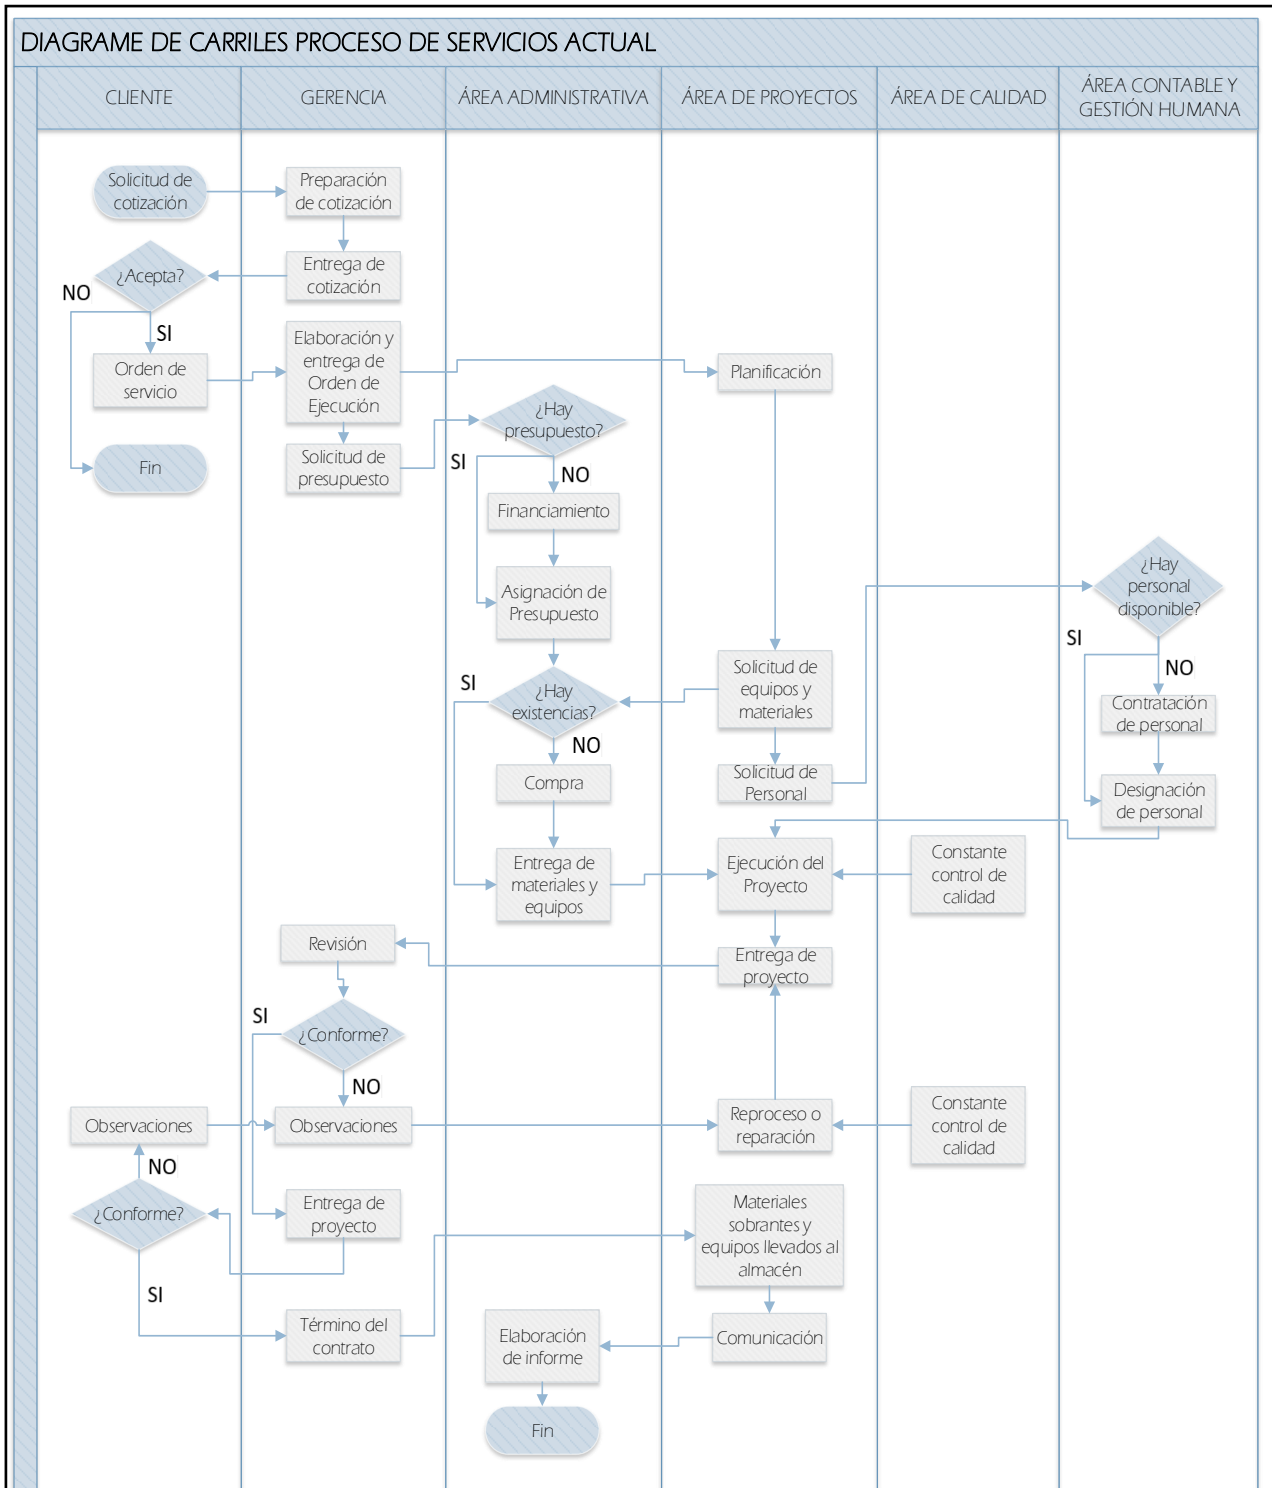 DIAGRAME DE CARRILES PROCESO DE SERVICIOS ACTUAL
CLIENTE
GERENCIA
ÁREA ADMINISTRATIVA
ÁREA DE PROYECTOS
ÁREA DE CALIDAD
ÁREA CONTABLE Y
GESTIÓN HUMANA
Solicitud de
cotización
Preparación
de cotización
¿Acepta?
Entrega de
cotización
NO
SI
Orden de
servicio
Elaboración y
entrega de
Orden de
Ejecución
Planificación
¿Hay
presupuesto?
Fin
Solicitud de
presupuesto
SI
NO
Financiamiento
Asignación de
Presupuesto
¿Hay
personal
disponible?
SI
NO
Solicitud de
equipos y
materiales
SI
¿Hay
existencias?
NO
Contratación
de personal
Compra
Solicitud de
Personal
Designación
de personal
Entrega de
materiales y
equipos
Ejecución del
Proyecto
Constante
control de
calidad
Revisión
Entrega de
proyecto
SI
¿Conforme?
NO
Observaciones
Observaciones
Reproceso o
reparación
Constante
control de
calidad
NO
¿Conforme?
Entrega de
proyecto
Materiales
sobrantes y
equipos llevados al
almacén
SI
Término del
contrato
Elaboración
de informe
Comunicación
Fin